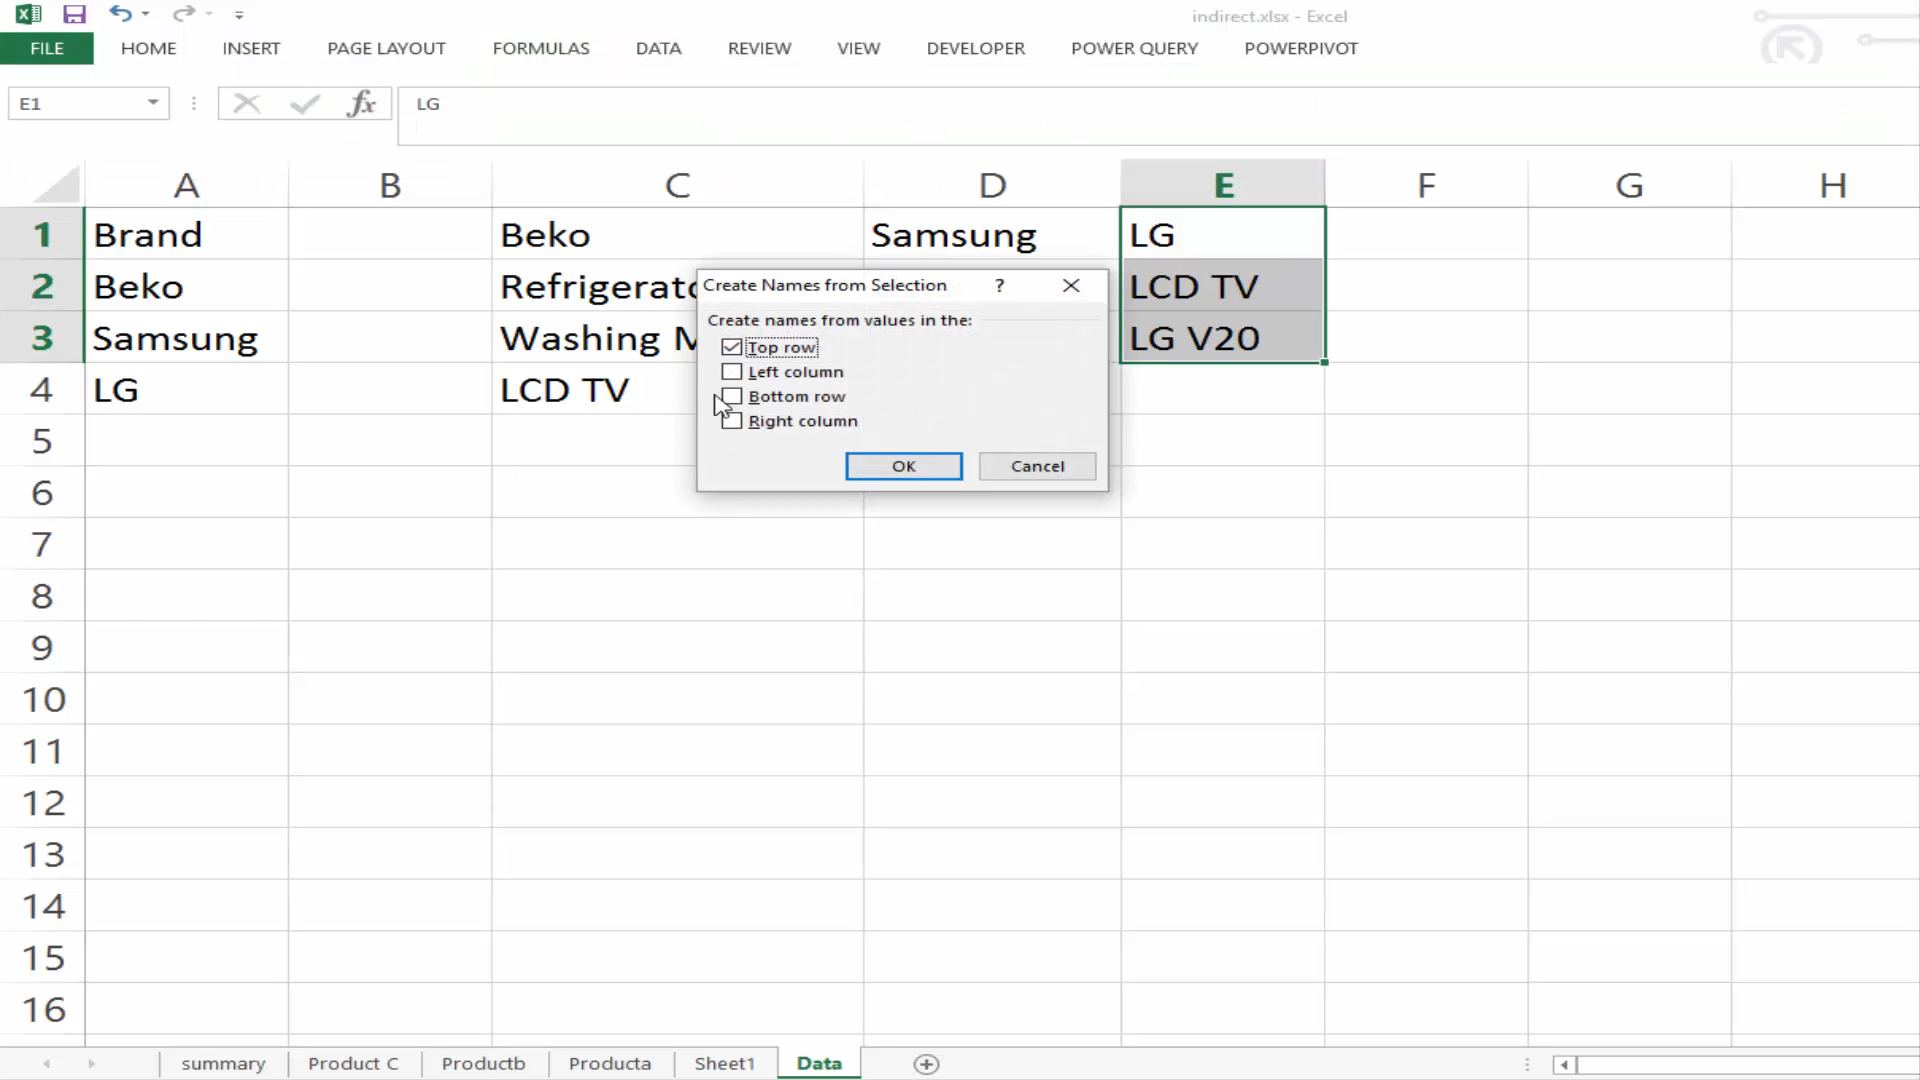 indirect.xlsx - Excel
FILE HOME INSERT PAGE LAYOUT FORMULAS DATA REVIEW VIEW DEVELOPER POWER QUERY POWERPIVOT
E1 fx LG
A B C D E F G H
1 Brand Beko Samsung LG
2 Beko LCD TV
3 Samsung Washing LG V20
4 LG LCD TV
5
6
7
8
9
10
11
12
13
14
15
16
Create Names from Selection ?
Create names from values in the:
Top row
Left column
Bottom row
Right column
OK Cancel
summary Product C Productb Producta Sheet1 Data